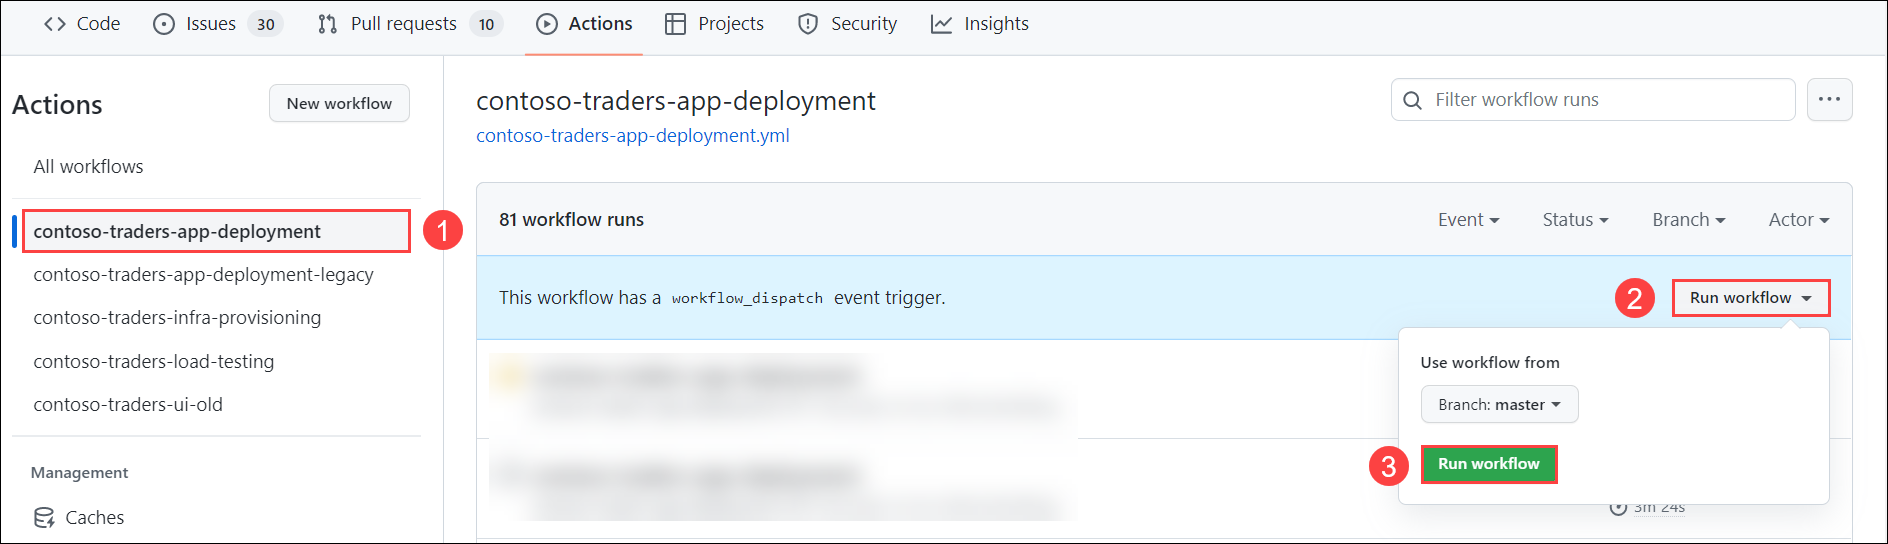 Code Issues 30 Pull requests 10 Actions Projects Security Insights
Actions
New workflow
All workflows
contoso-traders-app-deployment
1
contoso-traders-app-deployment-legacy
contoso-traders-infra-provisioning
contoso-traders-load-testing
contoso-traders-ui-old
Management
Caches
contoso-traders-app-deployment
contoso-traders-app-deployment.yml
Filter workflow runs
81 workflow runs
Event Status Branch Actor
This workflow has a workflow_dispatch event trigger.
2
Run workflow
Use workflow from
Branch: master
3
Run workflow
3m 24s